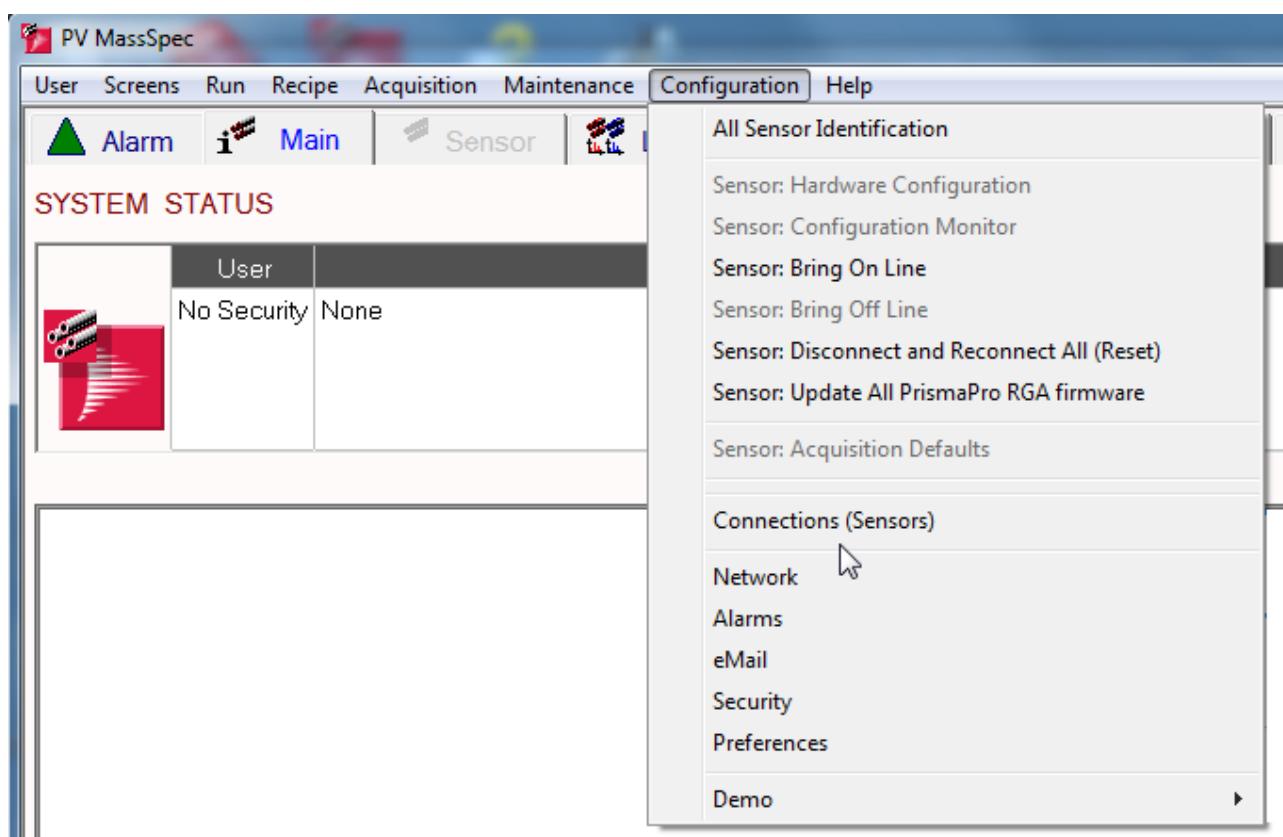 PV MassSpec
User Screens Run Recipe Acquisition Maintenance Configuration Help
Alarm Main Sensor
SYSTEM STATUS
User
No Security None
All Sensor Identification
Sensor: Hardware Configuration
Sensor: Configuration Monitor
Sensor: Bring On Line
Sensor: Bring Off Line
Sensor: Disconnect and Reconnect All (Reset)
Sensor: Update All PrismaPro RGA firmware
Sensor: Acquisition Defaults
Connections (Sensors)
Network
Alarms
eMail
Security
Preferences
Demo